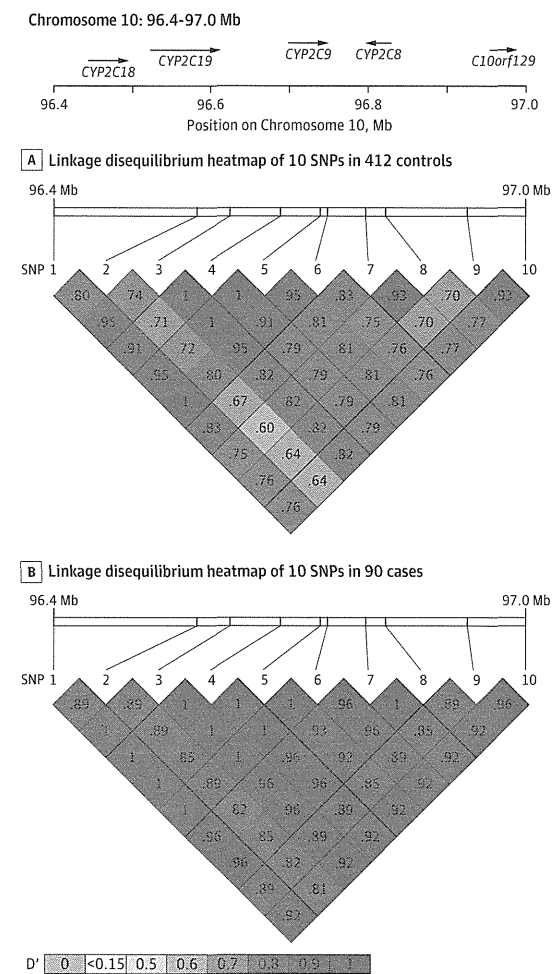 Chromosome 10: 96.4-97.0 Mb
CYP2C18 CYP2C19 CYP2C9 CYP2C8 C10orf129
96.4 96.6 96.8 97.0
Position on Chromosome 10, Mb
A Linkage disequilibrium heatmap of 10 SNPs in 412 controls
96.4 Mb 97.0 Mb
SNP 1 2 3 4 5 6 7 8 9 10
.80 .74 1 1 .95 .83 .93 .70 .93
.95 .71 1 .91 .81 .75 .70 .77
.91 .72 .95 .79 .81 .76 .77
.95 .80 .82 .79 .81 .76
1 .67 .82 .79 .81
.83 .60 .82 .79
.75 .64 .82
.76 .64
.76
B Linkage disequilibrium heatmap of 10 SNPs in 90 cases
96.4 Mb 97.0 Mb
SNP 1 2 3 4 5 6 7 8 9 10
.89 .89 1 1 1 .96 1 .89 .96
1 .89 1 1 .93 .96 .85 .92
1 .85 1 .96 .92 .89 .92
1 .89 .96 .96 .85 .92
1 .82 .96 .89 .92
.96 .85 .89 .92
.96 .82 .92
.89 .81
.92
D' 0 <0.15 0.5 0.6 0.7 0.8 0.9 1